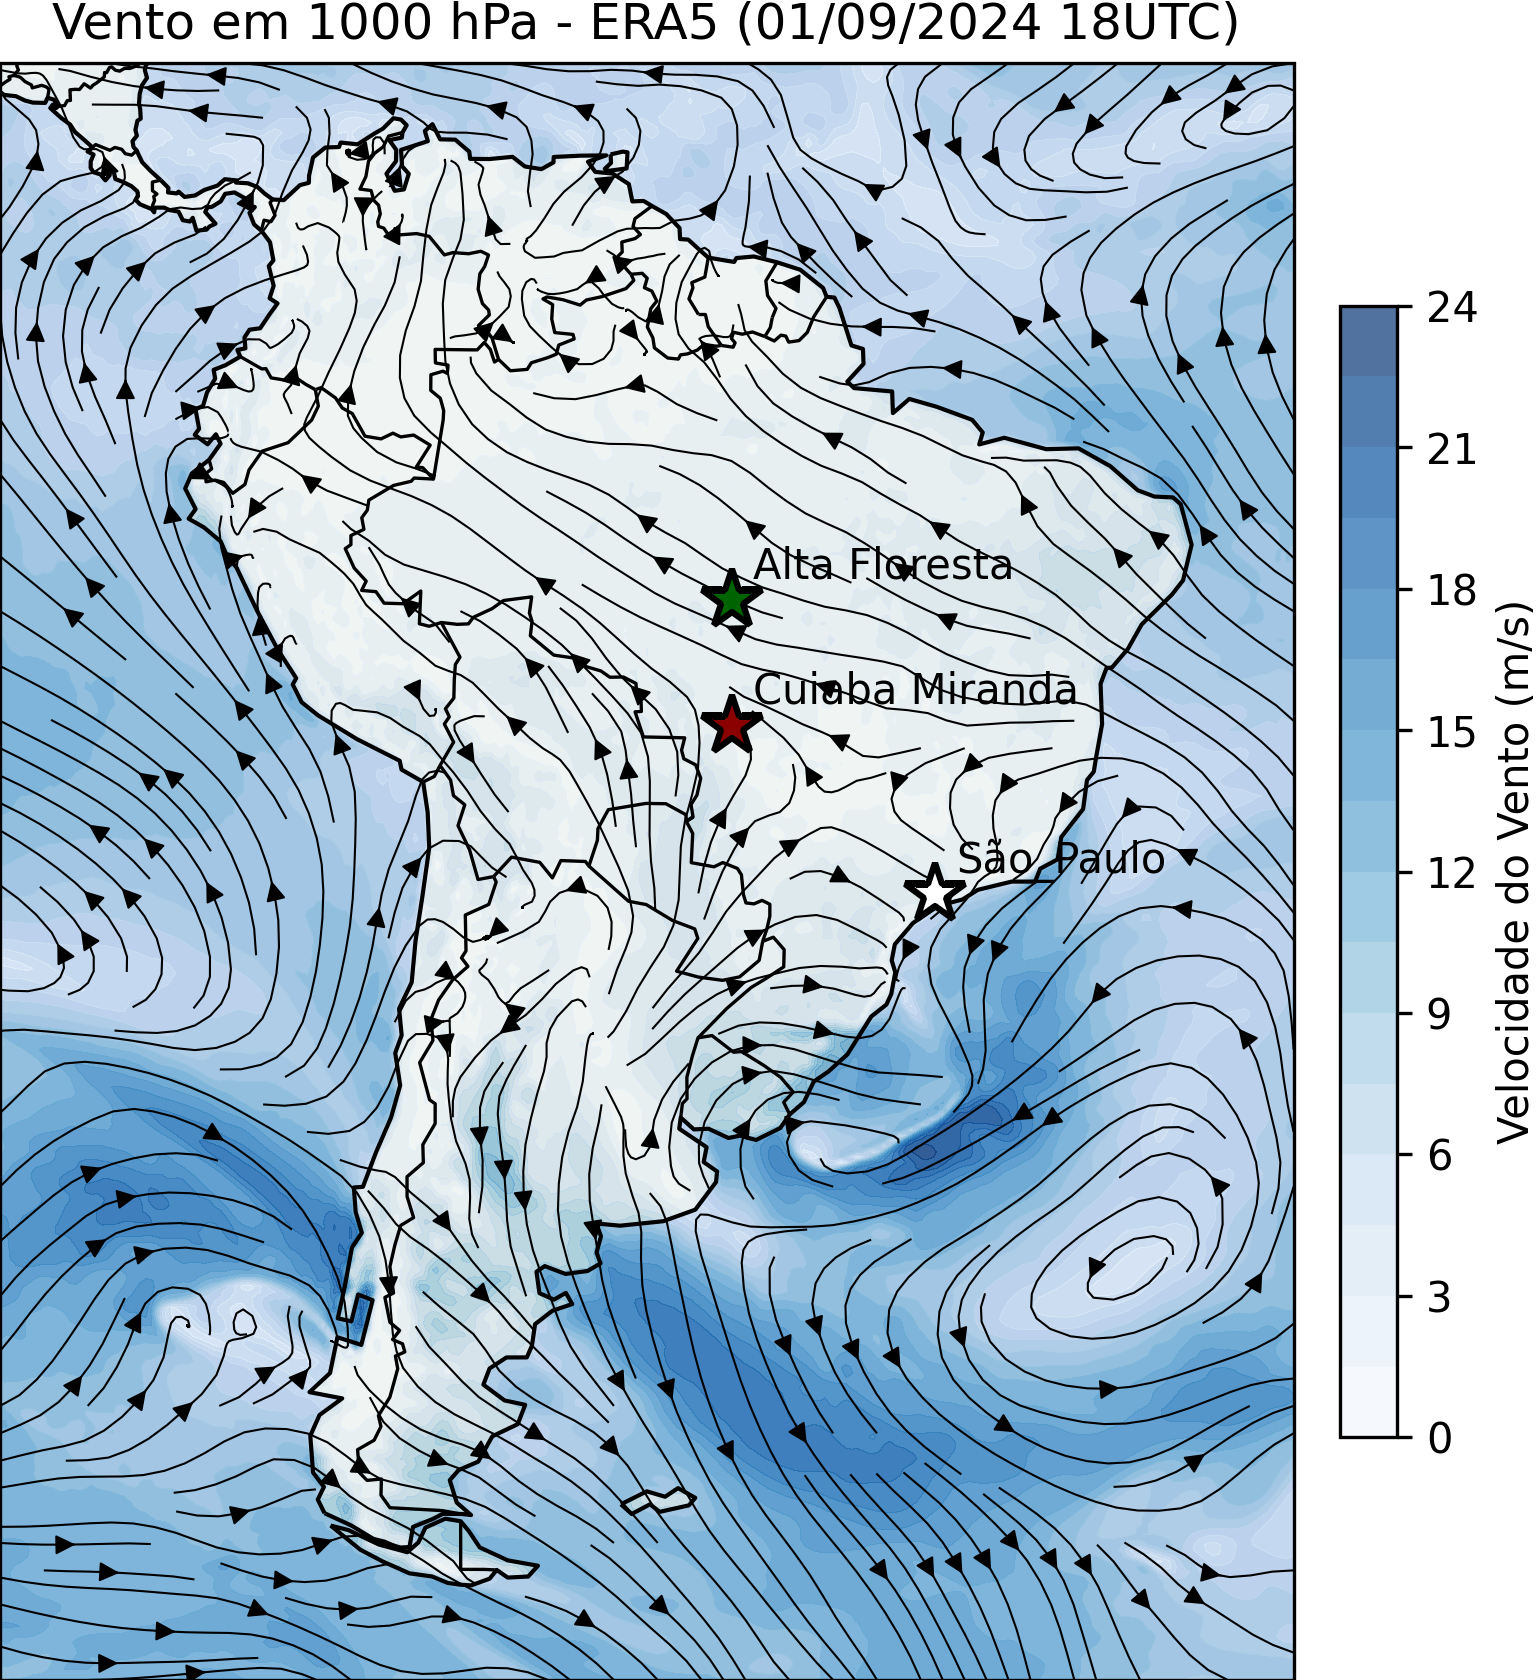 Vento em 1000 hPa - ERA5 (01/09/2024 18UTC)
Alta Floresta
Cuiaba Miranda
São Paulo
24
21
18
15
12
9
6
3
0
Velocidade do Vento (m/s)